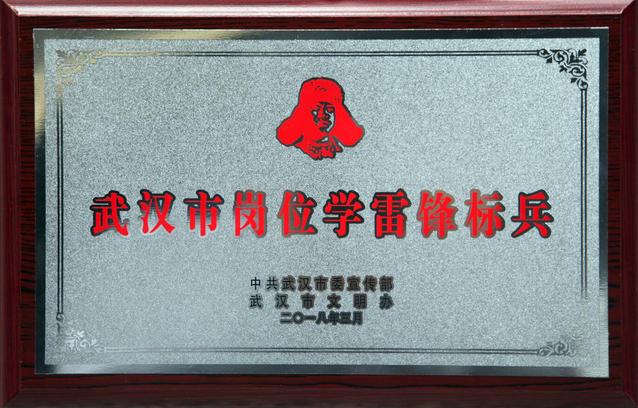 武汉市岗位学雷锋标兵
中共武汉市委宣传部
武汉市文明办
二〇一八年三月